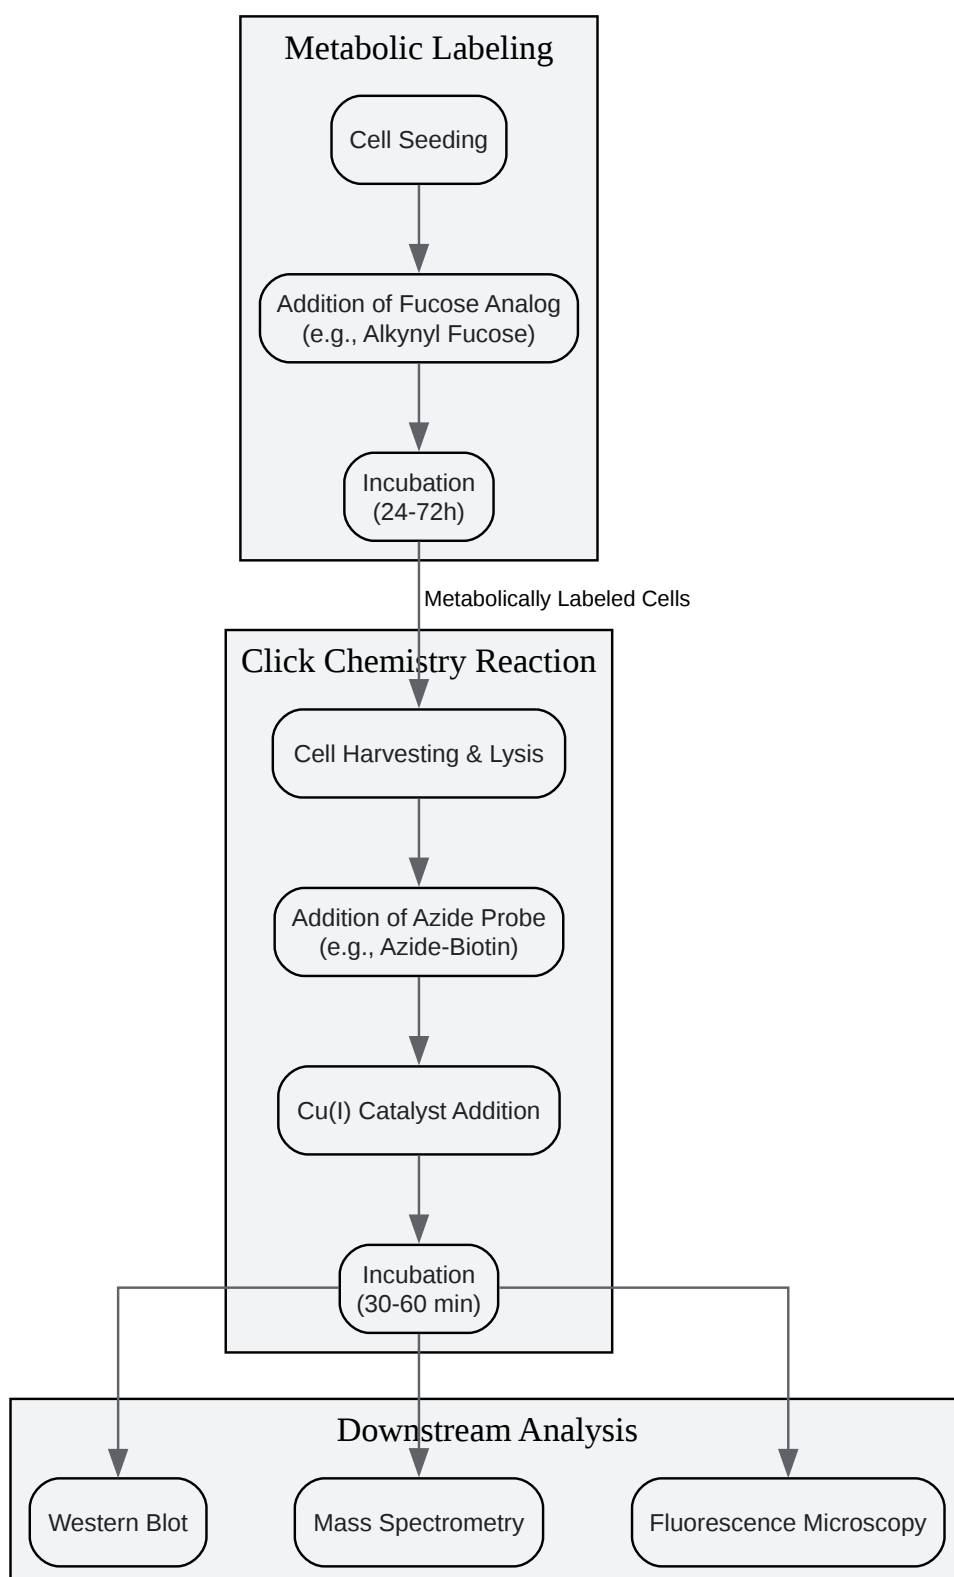 Metabolic Labeling
Cell Seeding
Addition of Fucose Analog
(e.g., Alkynyl Fucose)
Incubation
(24-72h)
Metabolically Labeled Cells
Click Chemistry Reaction
Cell Harvesting & Lysis
Addition of Azide Probe
(e.g., Azide-Biotin)
Cu(I) Catalyst Addition
Incubation
(30-60 min)
Downstream Analysis
Western Blot
Mass Spectrometry
Fluorescence Microscopy